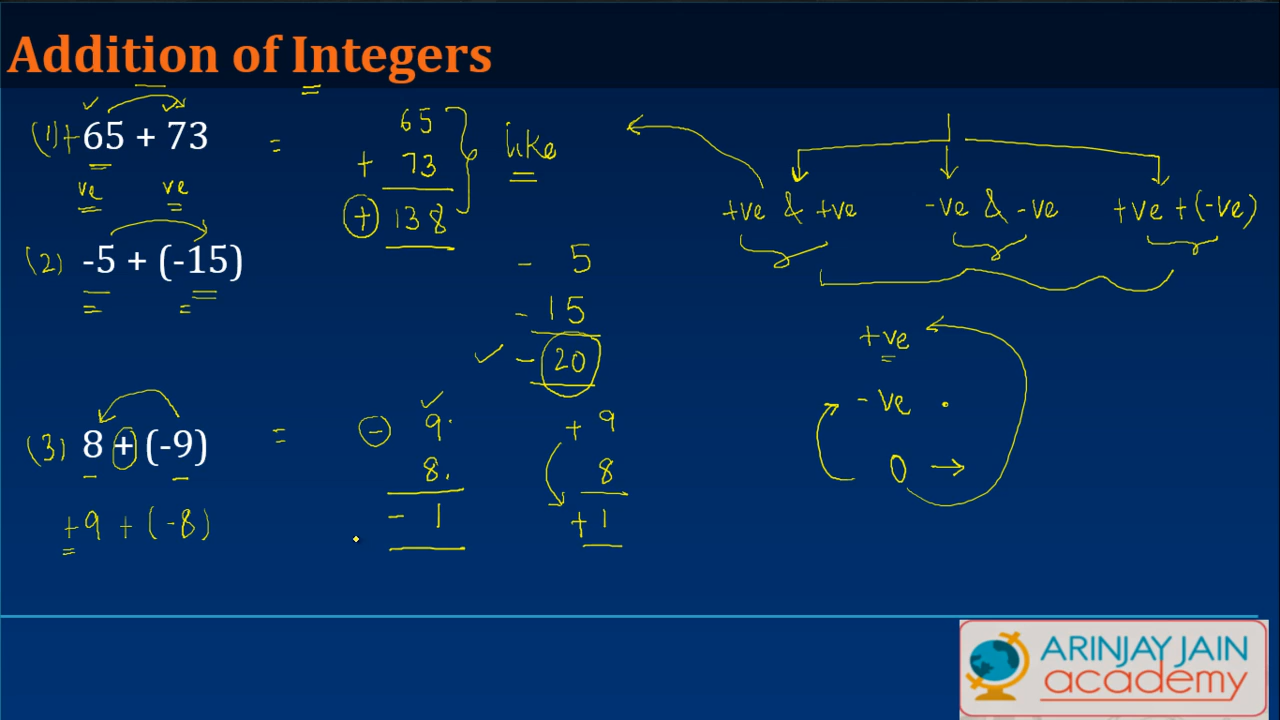 Addition of Integers
(1) + 65 + 73 =
ve ve
65
+ 73
+ 138
like
(2) -5 + (-15)
- 5
- 15
- 20
(3) 8 + (-9) =
- 9
8
- 1
+ 9
8
+ 1
+9 + (-8)
+ve & +ve
-ve & -ve
+ve + (-ve)
+ve
-ve
0
ARINJAY JAIN
academy